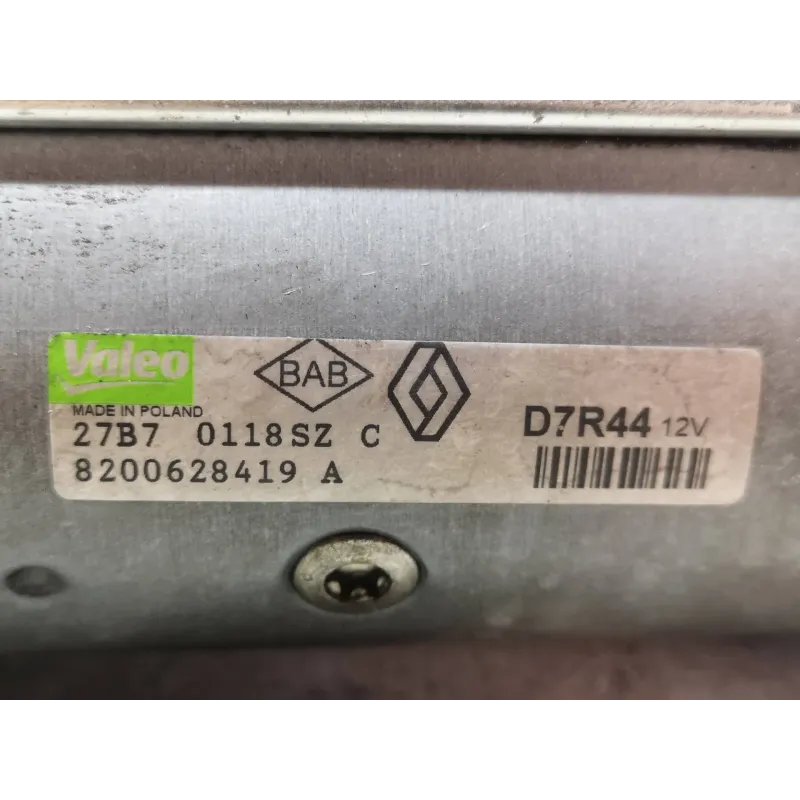 Valeo
BAB
MADE IN POLAND
27B7 0118SZ C
8200628419 A
D7R44 12V